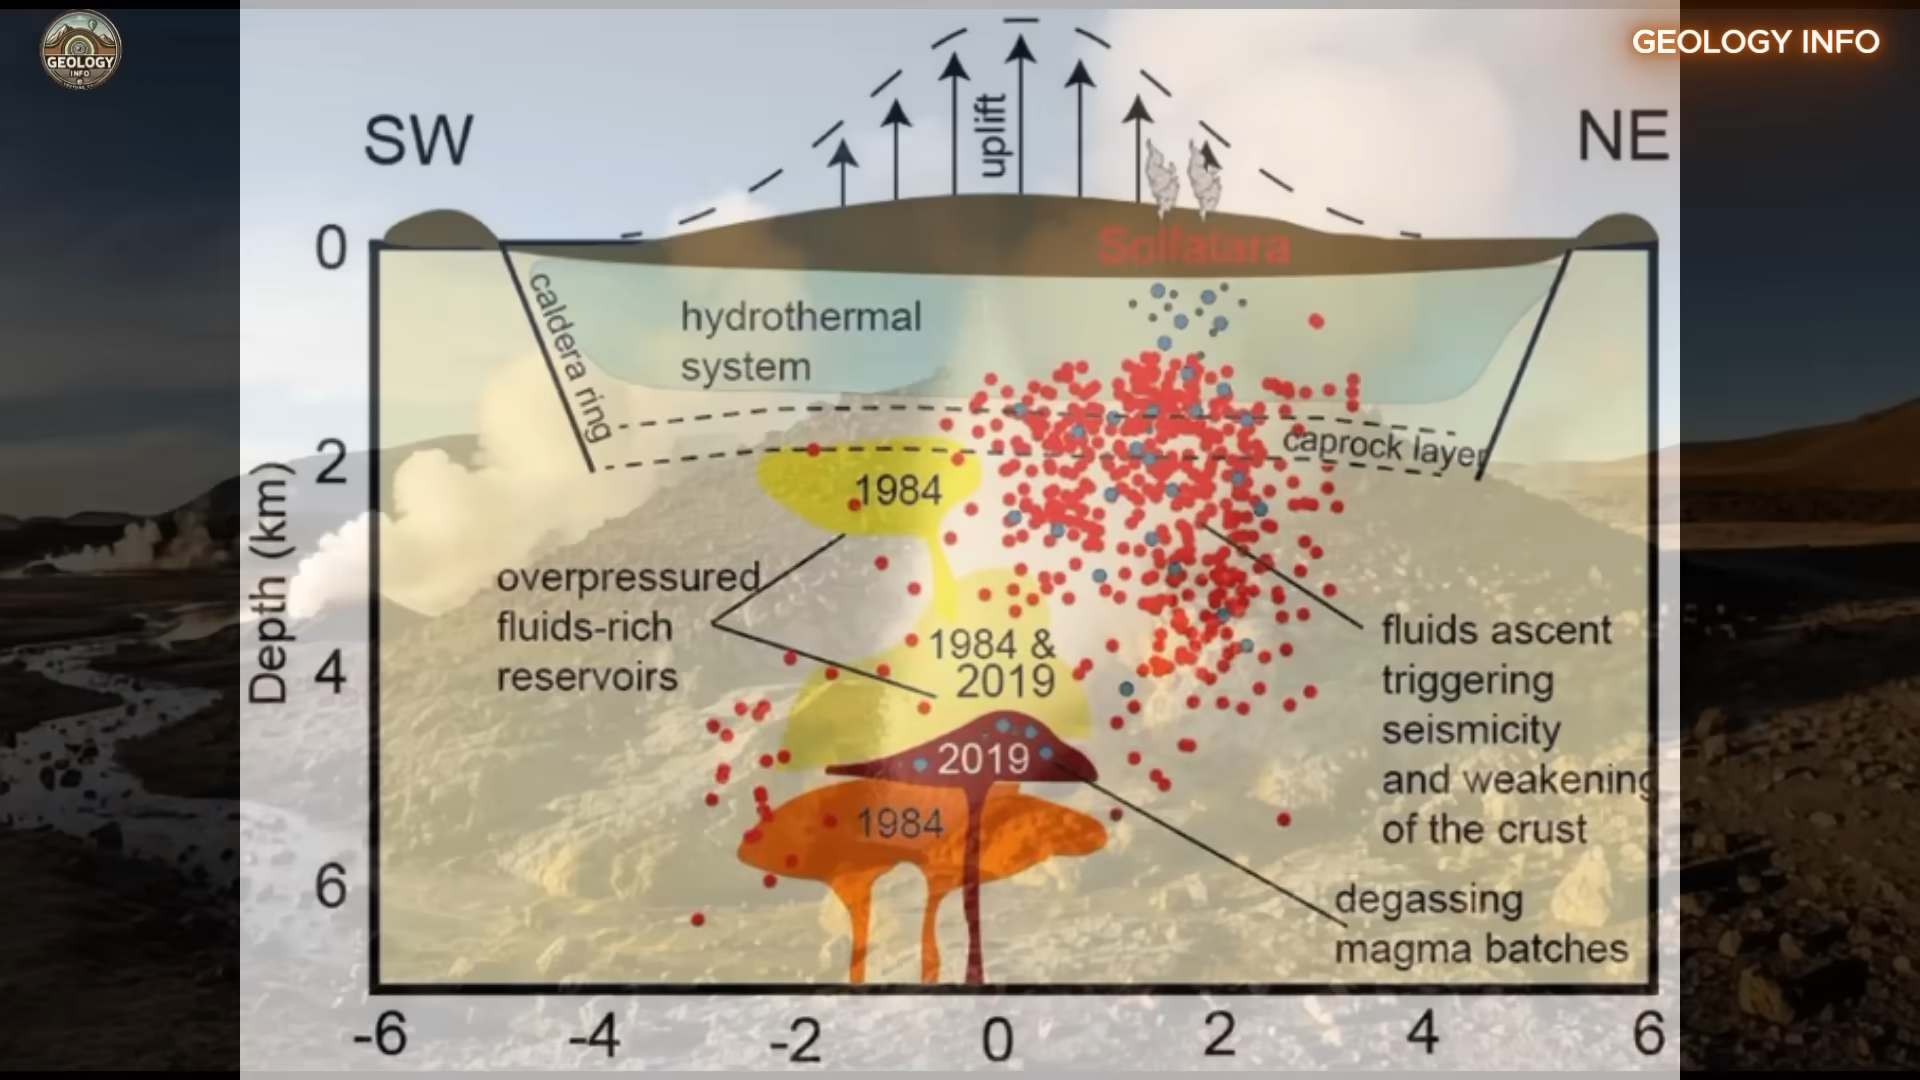 GEOLOGY
INFO
GEOLOGY INFO
SW
uplift
NE
0
Solfatara
caldera ring
hydrothermal
system
caprock layer
2
1984
Depth (km)
overpressured
fluids-rich
reservoirs
1984 &
2019
fluids ascent
triggering
seismicity
and weakening
of the crust
4
2019
1984
6
degassing
magma batches
-6
-4
-2
0
2
4
6